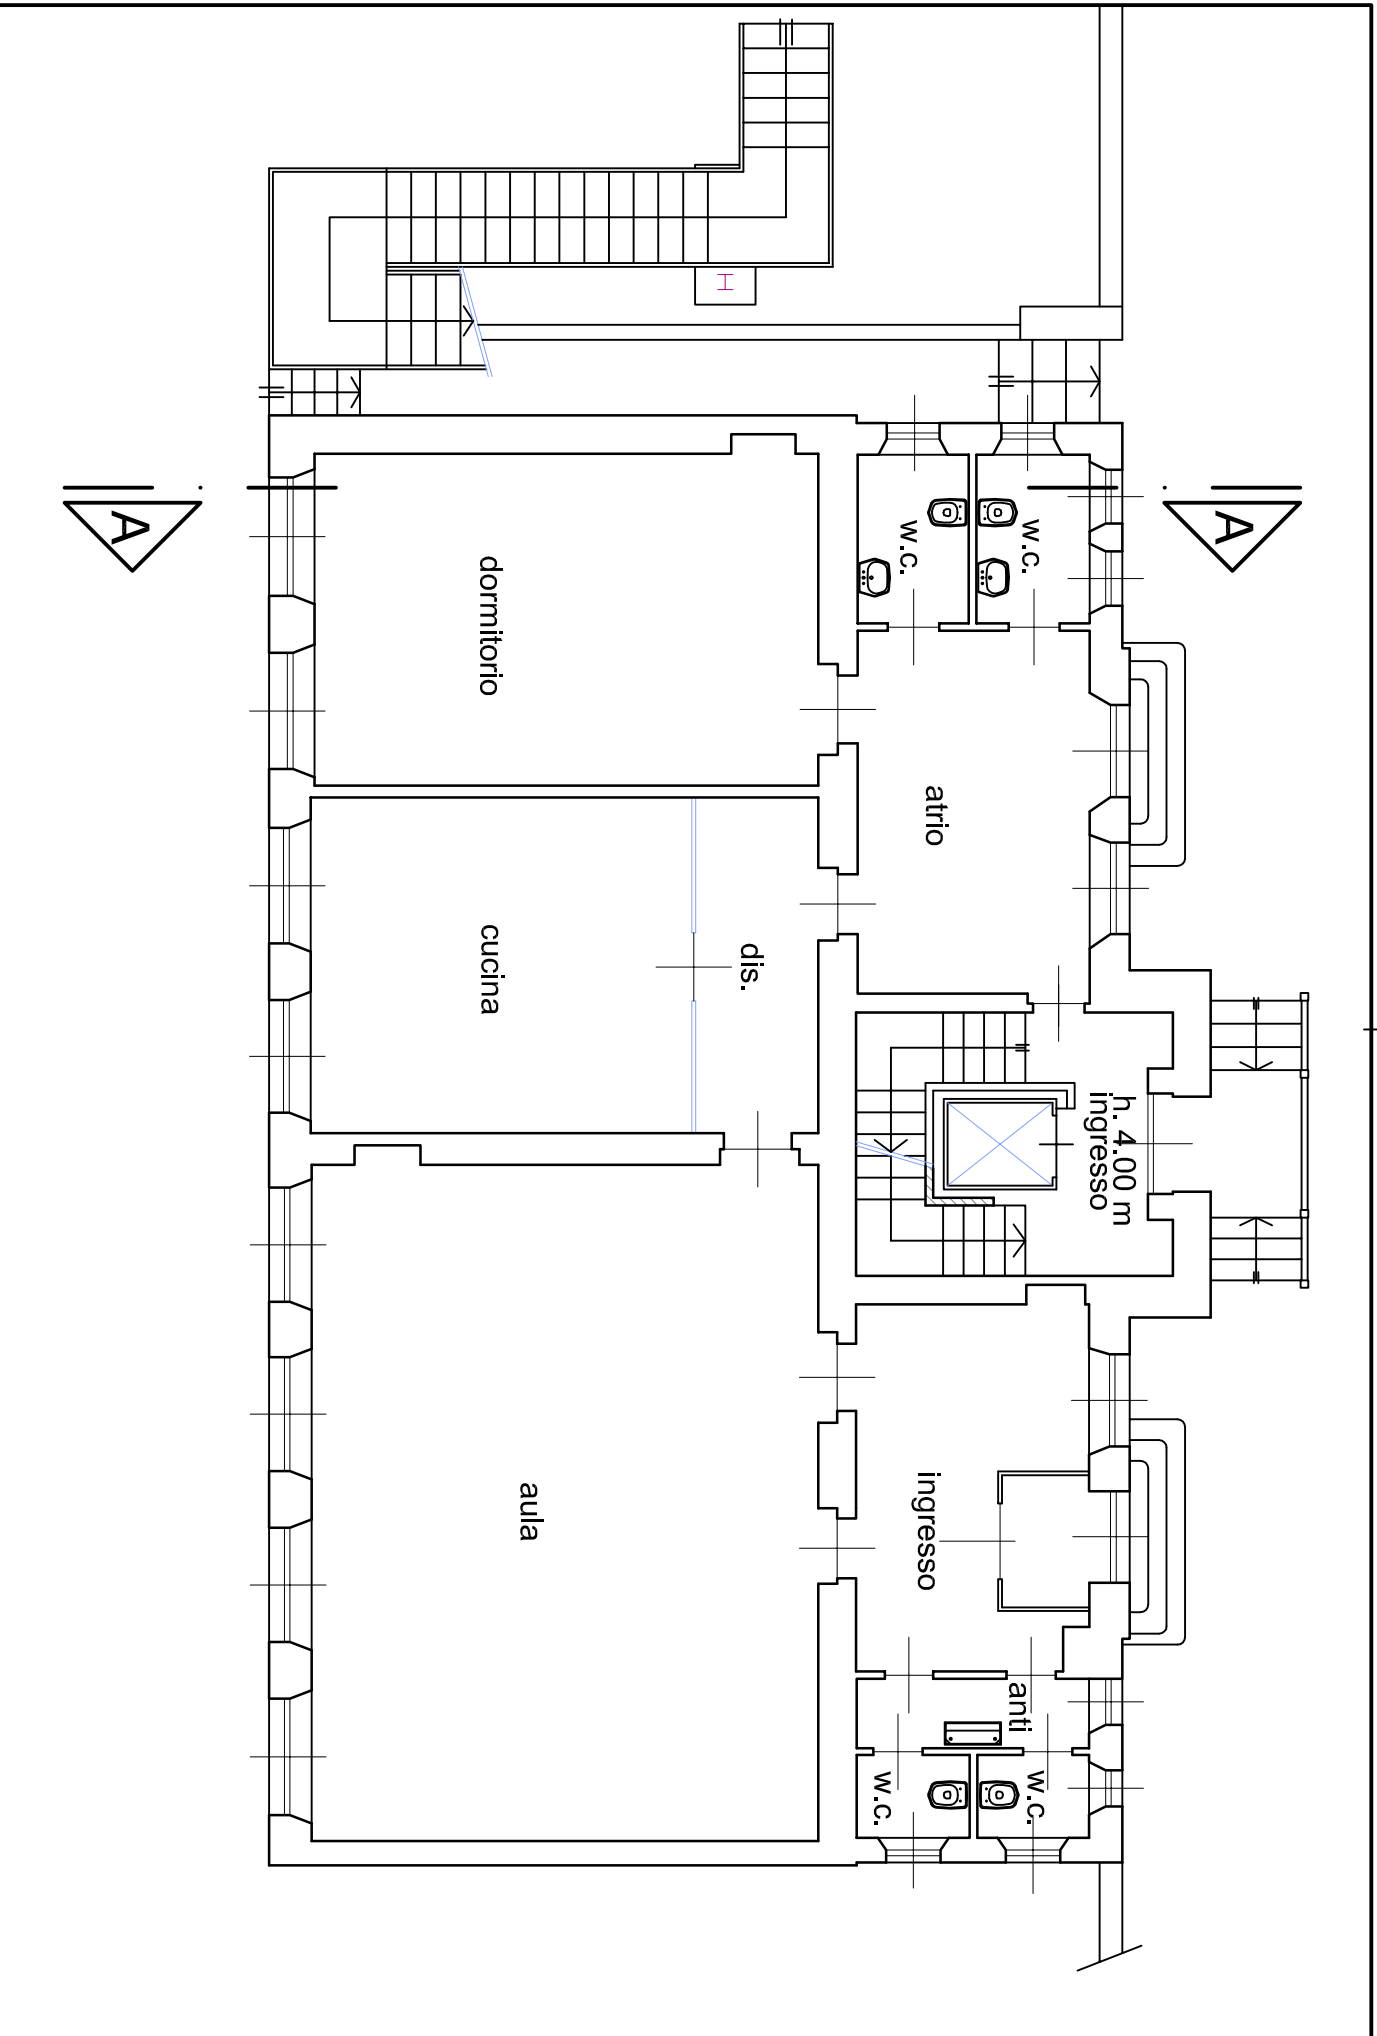 A
h. 4.00 m
ingresso
w.c.
w.c.
anti
w.c.
atrio
ingresso
w.c.
dis.
H
aula
dormitorio
cucina
A